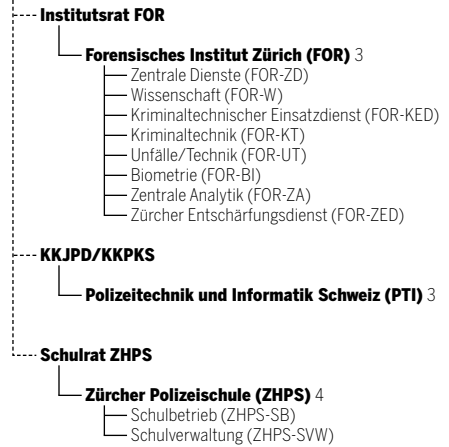 Institutsrat FOR
Forensisches Institut Zürich (FOR) 3
Zentrale Dienste (FOR-ZD)
Wissenschaft (FOR-W)
Kriminaltechnischer Einsatzdienst (FOR-KED)
Kriminaltechnik (FOR-KT)
Unfälle/Technik (FOR-UT)
Biometrie (FOR-BI)
Zentrale Analytik (FOR-ZA)
Zürcher Entschärfungsdienst (FOR-ZED)
KKJPD/KKPKS
Polizeitechnik und Informatik Schweiz (PTI) 3
Schulrat ZHPS
Zürcher Polizeischule (ZHPS) 4
Schulbetrieb (ZHPS-SB)
Schulverwaltung (ZHPS-SVW)